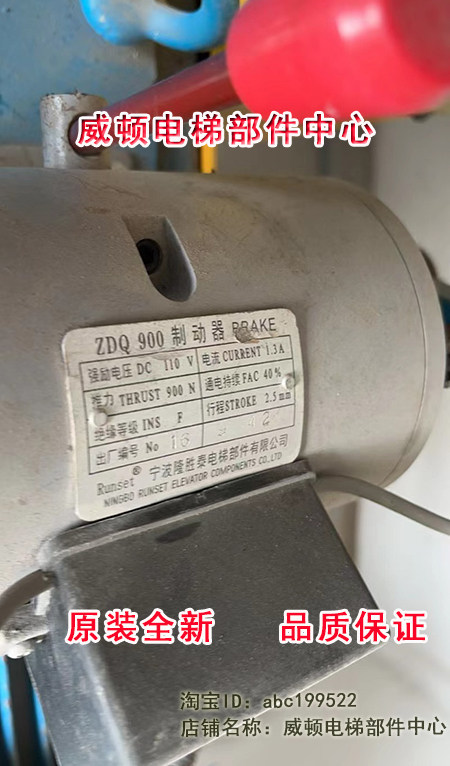 威顿电梯部件中心
ZDQ 900 制动器 BRAKE
强励电压 DC 110 V 电流 CURRENT 1.3A
推力 THRUST 900 N 通电持续 FAC 40%
绝缘等级 INS F 行程STROKE 2.5mm
出厂编号 No
Runset® 宁波隆胜泰电梯部件有限公司
NINGBO RUNSET ELEVATOR COMPONENTS CO.,LTD
原装全新 品质保证
淘宝ID: abc199522
店铺名称: 威顿电梯部件中心